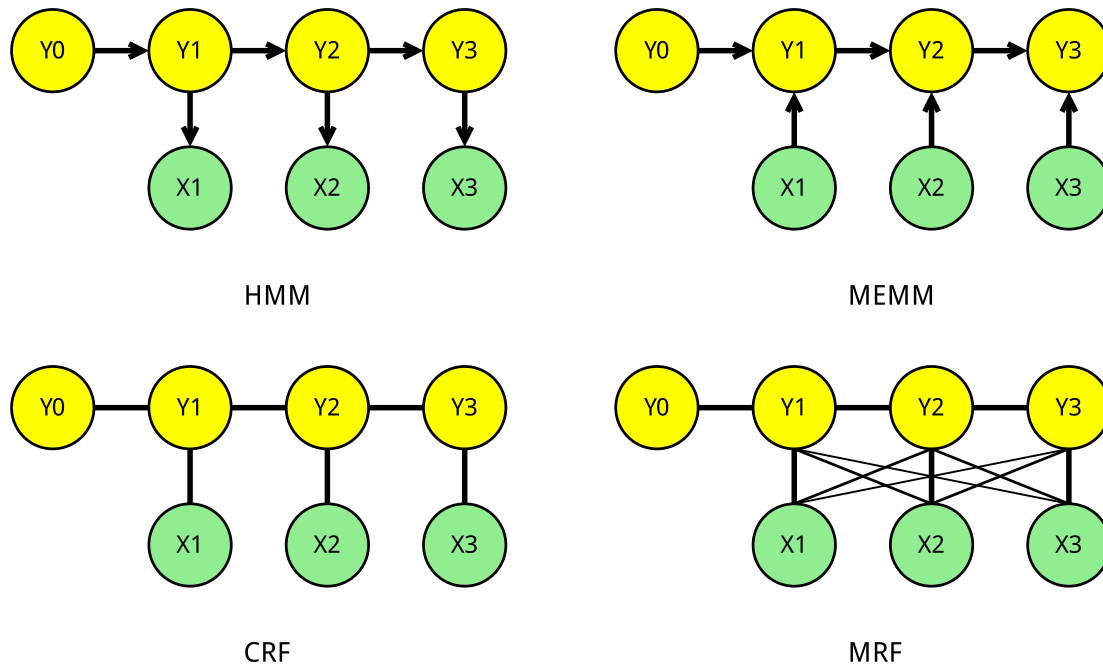 Y0 Y1 Y2 Y3
X1 X2 X3
HMM
Y0 Y1 Y2 Y3
X1 X2 X3
MEMM
Y0 Y1 Y2 Y3
X1 X2 X3
CRF
Y0 Y1 Y2 Y3
X1 X2 X3
MRF